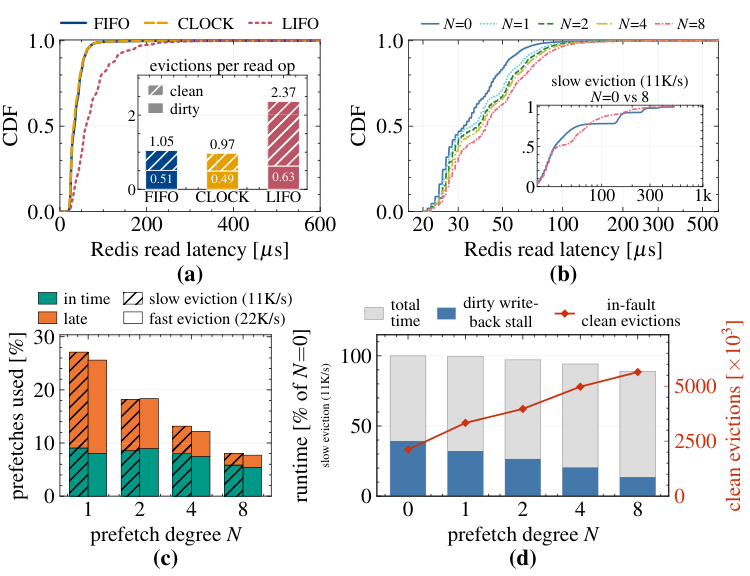 FIFO CLOCK LIFO
1.0
0.5
0.0
CDF
0 200 400 600
Redis read latency [μs]
(a)
evictions per read op
clean
dirty
2
0
1.05
0.97
2.37
0.51
0.49
0.63
FIFO CLOCK LIFO
N=0 N=1 N=2 N=4 N=8
1.0
0.5
0.0
CDF
20 30 50 100 200 300 500
Redis read latency [μs]
(b)
slow eviction (11K/s)
N=0 vs 8
1
.5
0
100 300 1k
in time slow eviction (11K/s)
late fast eviction (22K/s)
30
20
10
0
prefetches used [%]
1 2 4 8
prefetch degree N
(c)
total time
dirty write-back stall
in-fault clean evictions
100
50
0
runtime [% of N=0]
slow eviction (11K/s)
5000
2500
0
clean evictions [×10³]
0 1 2 4 8
prefetch degree N
(d)